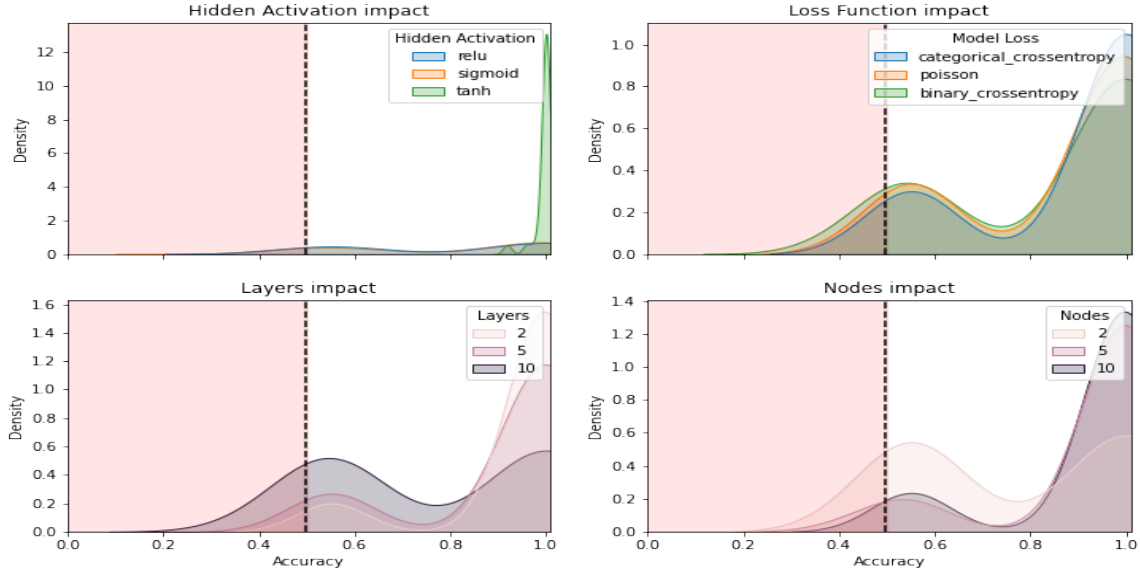 Hidden Activation impact
Density
12
10
8
6
4
2
0
Hidden Activation
relu
sigmoid
tanh
Loss Function impact
Density
1.0
0.8
0.6
0.4
0.2
0.0
Model Loss
categorical_crossentropy
poisson
binary_crossentropy
Layers impact
Density
1.6
1.4
1.2
1.0
0.8
0.6
0.4
0.2
0.0
Layers
2
5
10
0.0 0.2 0.4 0.6 0.8 1.0
Accuracy
Nodes impact
Density
1.4
1.2
1.0
0.8
0.6
0.4
0.2
0.0
Nodes
2
5
10
0.0 0.2 0.4 0.6 0.8 1.0
Accuracy